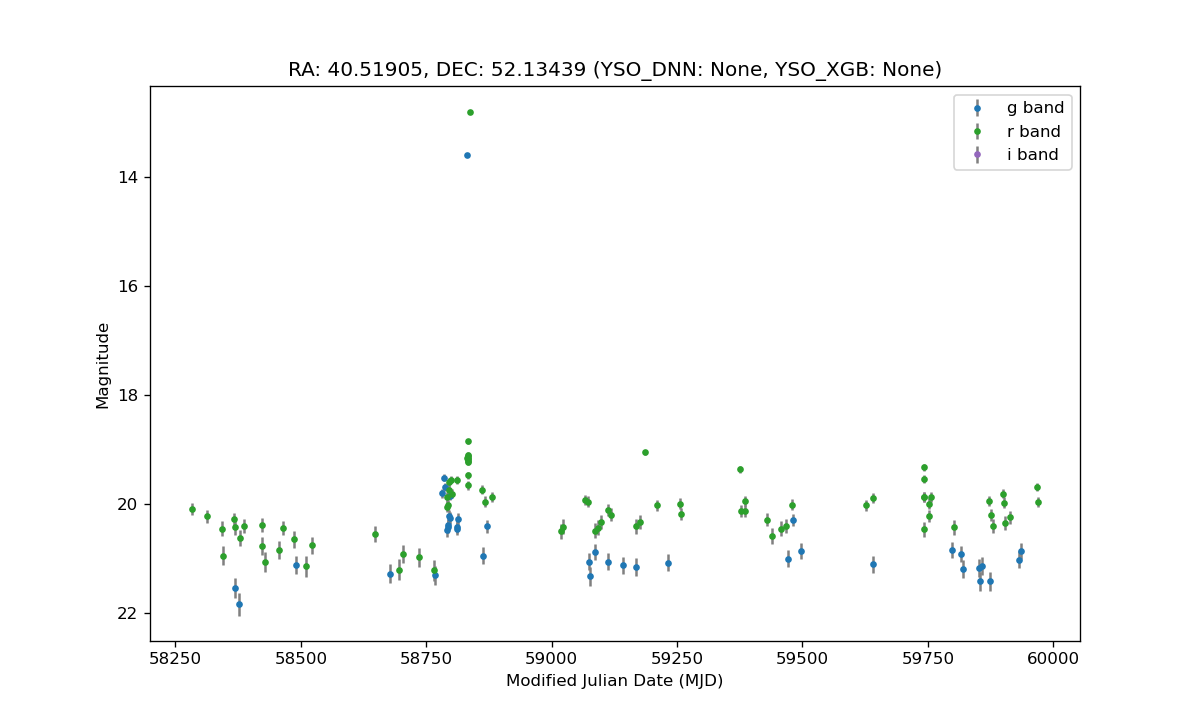 RA: 40.51905, DEC: 52.13439 (YSO_DNN: None, YSO_XGB: None)
g band
r band
i band
Magnitude
14
16
18
20
22
58250 58500 58750 59000 59250 59500 59750 60000
Modified Julian Date (MJD)